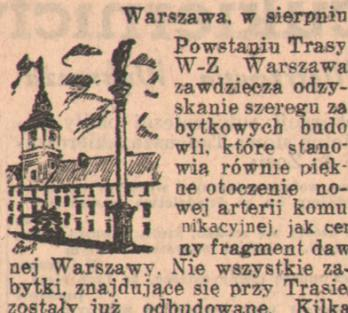 Warszawa, w sierpniu
Powstaniu Trasy
W-Z Warszawa
zawdzięcza odzy-
skanie szeregu za
bytkowych budo
wli, które stano-
wią równie pięk-
ne otoczenie no-
wej arterii komu
nikacyjnej, jak cen
ny fragment daw
nej Warszawy. Nie wszystkie za-
bytki, znajdujące się przy Trasie
zostały już odbudowane. Kilka